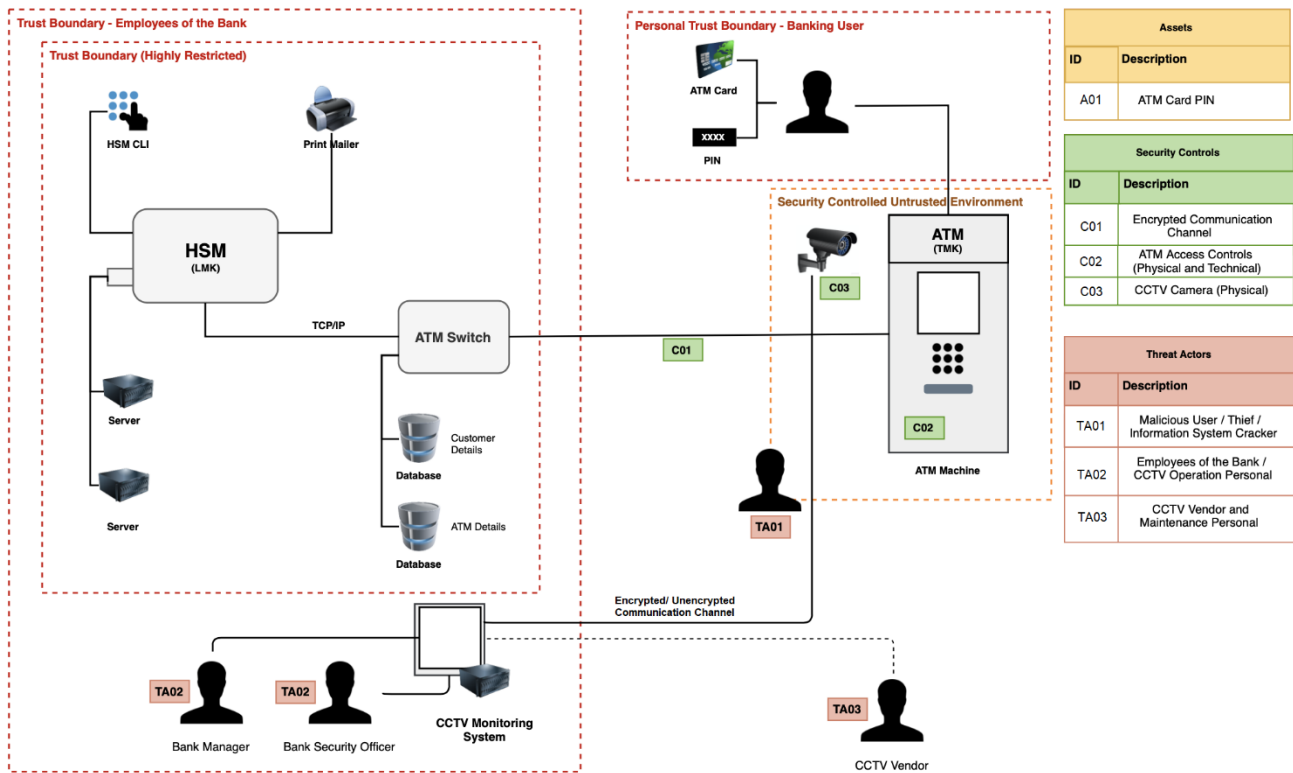 Trust Boundary - Employees of the Bank
Trust Boundary (Highly Restricted)
HSM CLI
Print Mailer
HSM
(LMK)
TCP/IP
ATM Switch
Server
Server
Customer
Details
Database
ATM Details
Database
TA02
Bank Manager
TA02
Bank Security Officer
CCTV Monitoring
System
Personal Trust Boundary - Banking User
ATM Card
XXXX
PIN
Security Controlled Untrusted Environment
C03
ATM
(TMK)
C01
C02
ATM Machine
TA01
Encrypted/ Unencrypted
Communication Channel
TA03
CCTV Vendor
Assets
ID Description
A01 ATM Card PIN
Security Controls
ID Description
C01 Encrypted Communication
Channel
C02 ATM Access Controls
(Physical and Technical)
C03 CCTV Camera (Physical)
Threat Actors
ID Description
TA01 Malicious User / Thief /
Information System Cracker
TA02 Employees of the Bank /
CCTV Operation Personal
TA03 CCTV Vendor and
Maintenance Personal